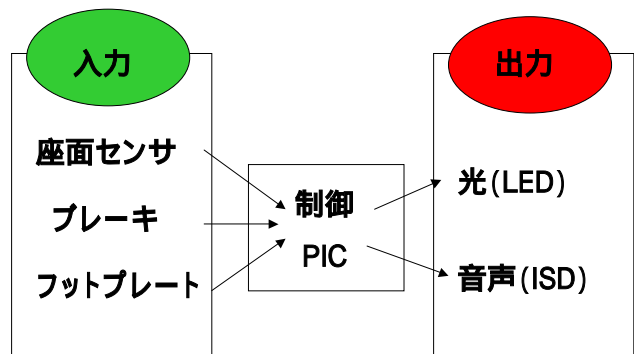 入力
座面センサ
ブレーキ
フットプレート
制御
PIC
出力
光(LED)
音声(ISD)